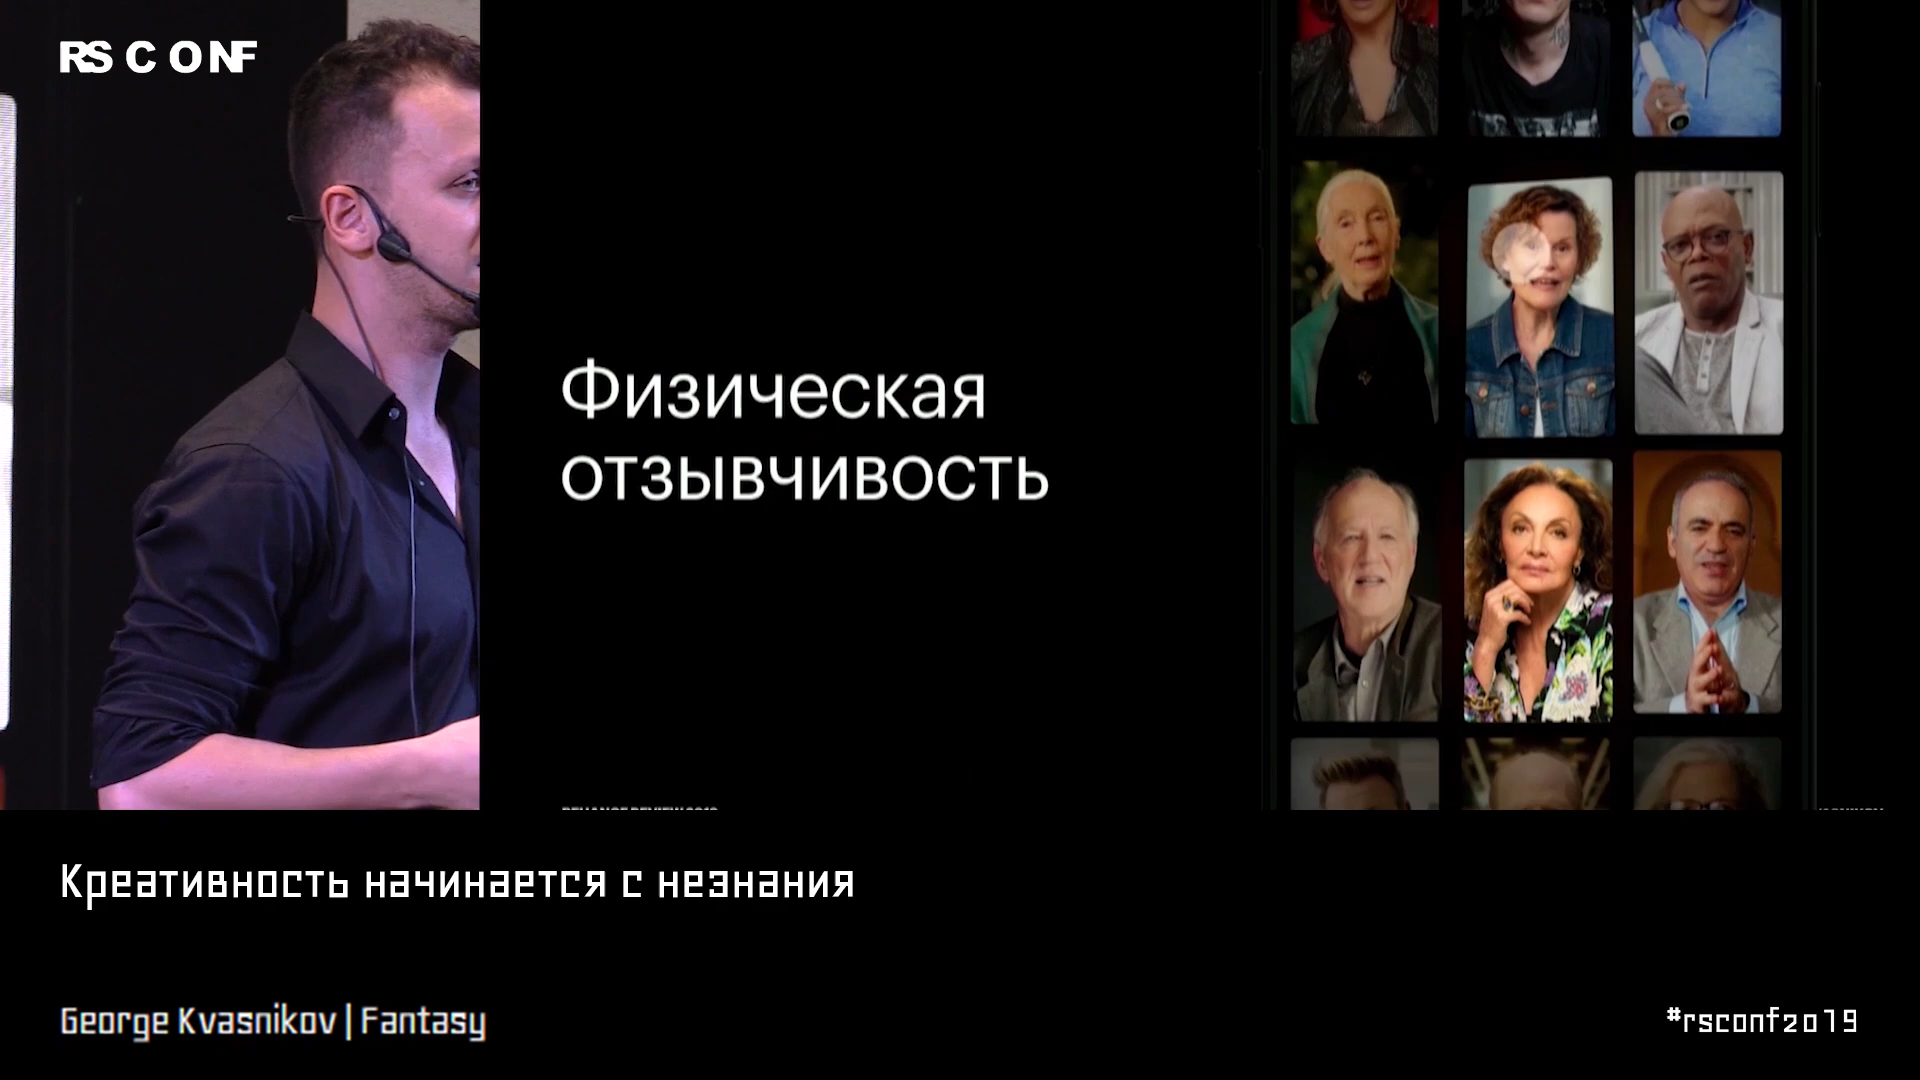 RS CONF
Физическая
отзывчивость
Креативность начинается с незнания
George Kvasnikov | Fantasy
#rsconf2019